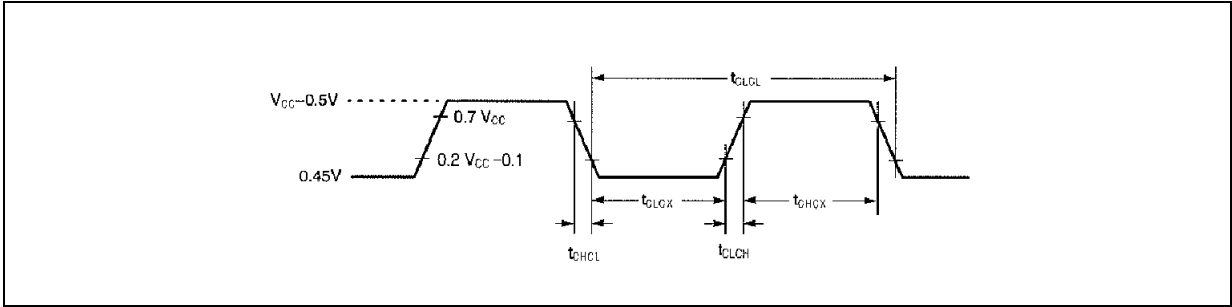 tCLCL
VCC–0.5V
0.7 VCC
0.2 VCC –0.1
0.45V
tCLCX
tCHCX
tCHCL
tCLCH